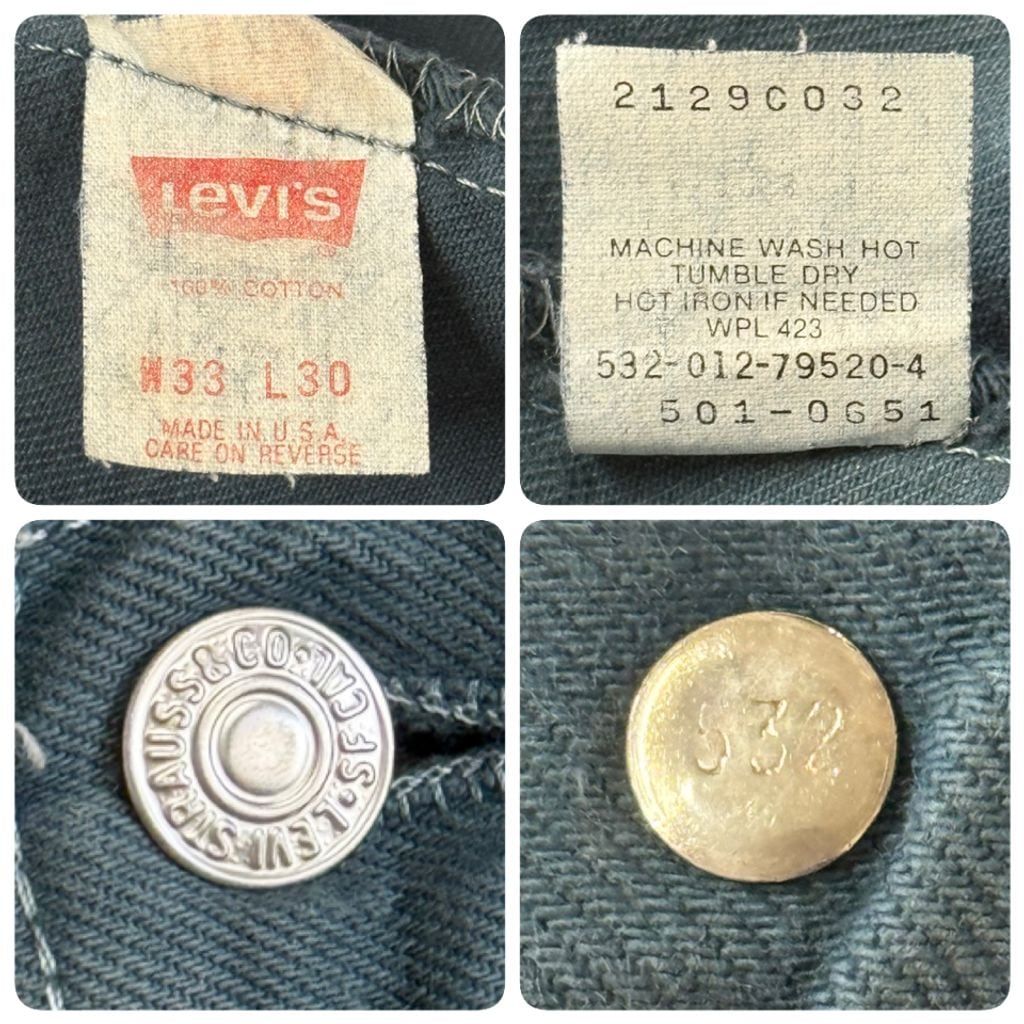 LEVI'S
100% COTTON
W33 L30
MADE IN U.S.A.
CARE ON REVERSE
2129C032
MACHINE WASH HOT
TUMBLE DRY
HOT IRON IF NEEDED
WPL 423
532-012-79520-4
501-0651
LEVI STRAUSS & CO · S.F. CAL ·
532